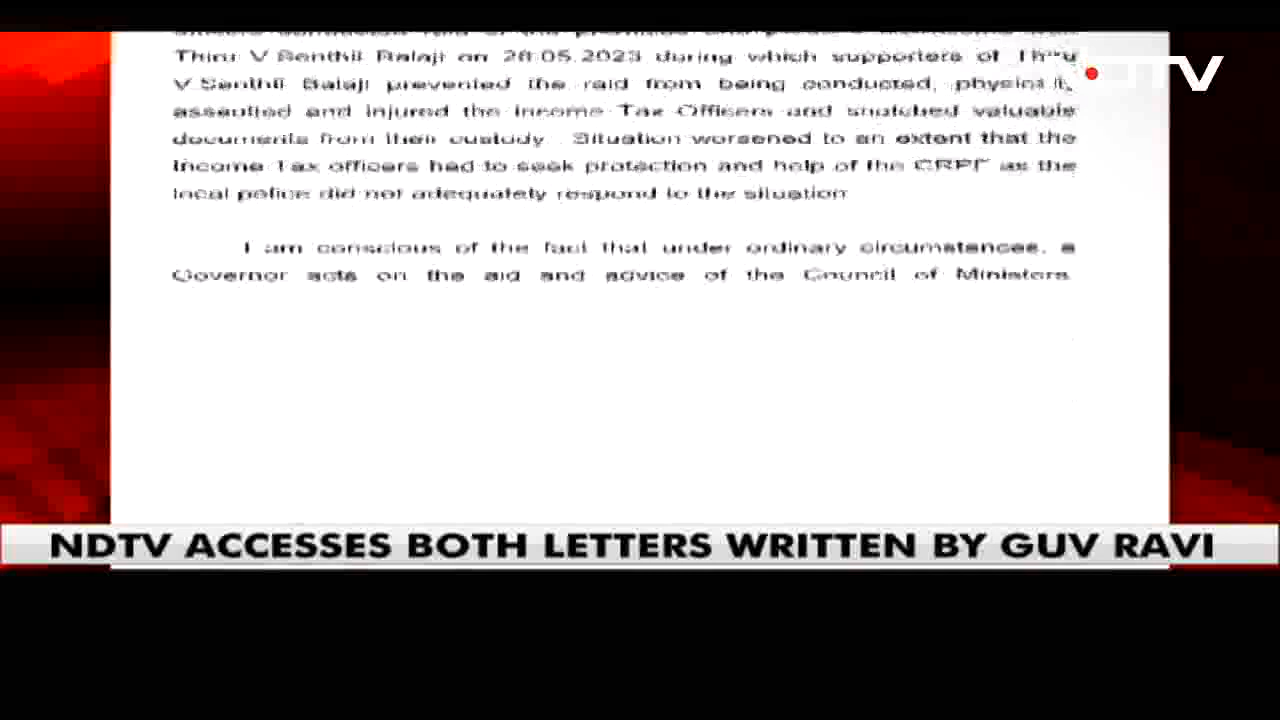 Thiru V Senthil Balaji on 28.05.2023 during which supporters of Thiru
V Senthil Balaji prevented the raid from being conducted, physically
assaulted and injured the Income Tax Officers and snatched valuable
documents from their custody. Situation worsened to an extent that the
Income Tax officers had to seek protection and help of the CRPF as the
local police did not adequately respond to the situation
I am conscious of the fact that under ordinary circumstances, a
Governor acts on the aid and advice of the Council of Ministers.
NDTV ACCESSES BOTH LETTERS WRITTEN BY GUV RAVI